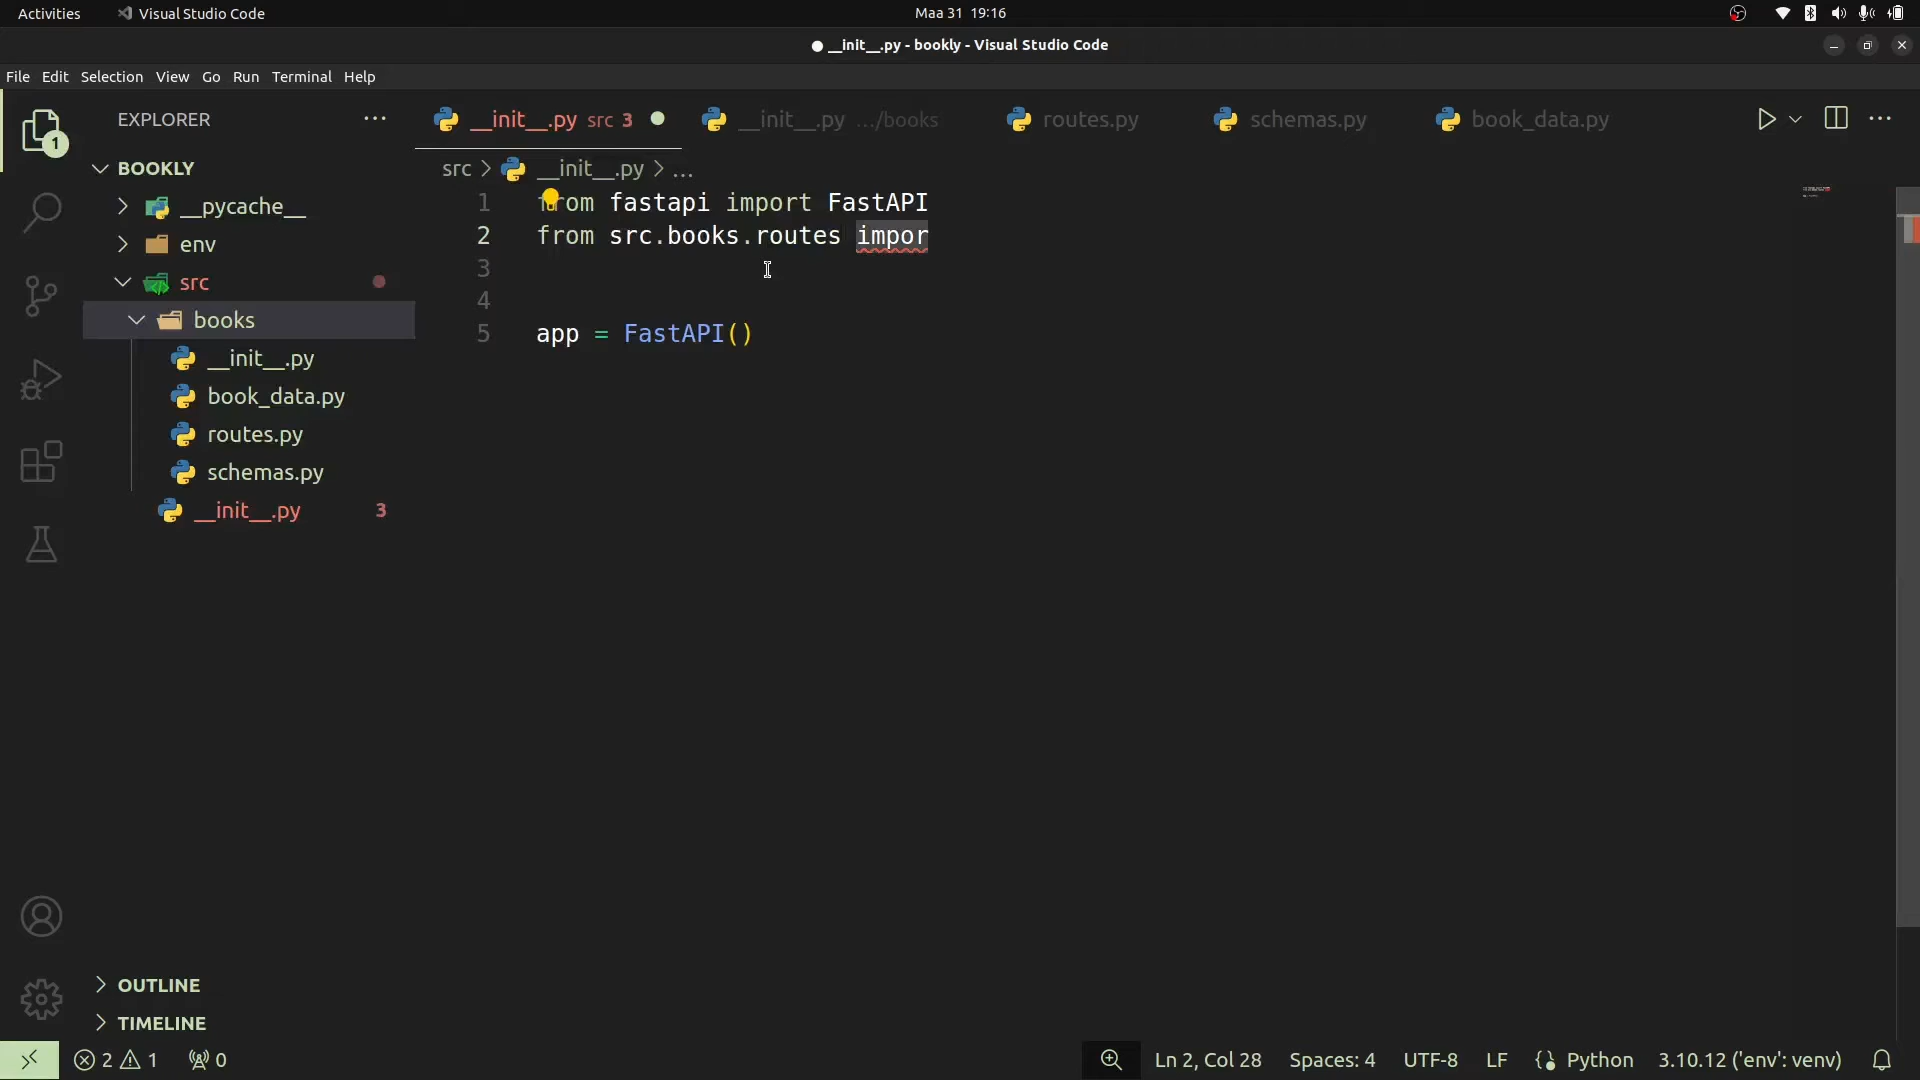 Activities
Visual Studio Code
Maa 31 19:16
__init__.py - bookly - Visual Studio Code
File Edit Selection View Go Run Terminal Help
EXPLORER
__init__.py src 3
__init__.py .../books
routes.py
schemas.py
book_data.py
1
BOOKLY
src > __init__.py > ...
__pycache__
env
src
books
__init__.py
book_data.py
routes.py
schemas.py
__init__.py 3
1 from fastapi import FastAPI
2 from src.books.routes impor
3
4
5 app = FastAPI()
OUTLINE
TIMELINE
2 1 0
Ln 2, Col 28 Spaces: 4 UTF-8 LF Python 3.10.12 ('env': venv)